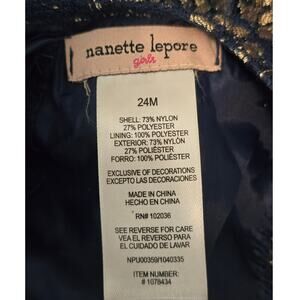 nanette lepore
girls
24M
SHELL: 73% NYLON
27% POLYESTER
LINING: 100% POLYESTER
EXTERIOR: 73% NYLÓN
27% POLIÉSTER
FORRO: 100% POLIÉSTER
EXCLUSIVE OF DECORATIONS
EXCEPTO LAS DECORACIONES
MADE IN CHINA
HECHO EN CHINA
RN# 102036
SEE REVERSE FOR CARE
VEA EL REVERSO PARA
EL CUIDADO DE LAVAR
NPU00359/1040335
ITEM NUMBER:
# 1078434